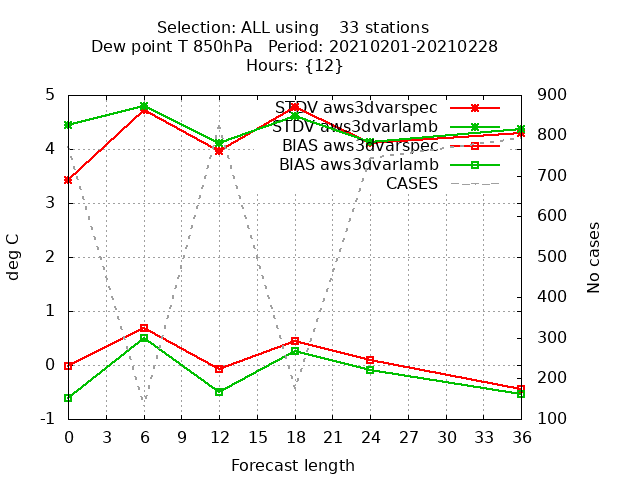 Selection: ALL using    33 stations
Dew point T 850hPa   Period: 20210201-20210228
Hours: {12}
STDV aws3dvarspec
STDV aws3dvarlamb
BIAS aws3dvarspec
BIAS aws3dvarlamb
CASES
5
4
3
2
1
0
-1
deg C
900
800
700
600
500
400
300
200
100
No cases
0 3 6 9 12 15 18 21 24 27 30 33 36
Forecast length